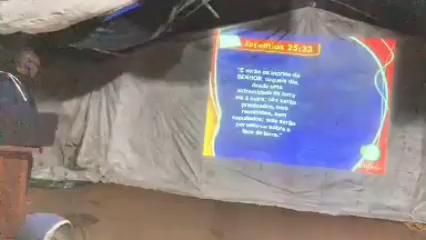 Jeremias 25:33
"E serão os mortos do
SENHOR, naquele dia,
desde uma
extremidade da terra
até à outra; não serão
pranteados, nem
recolhidos, nem
sepultados; mas serão
por esterco sobre a
face da terra."